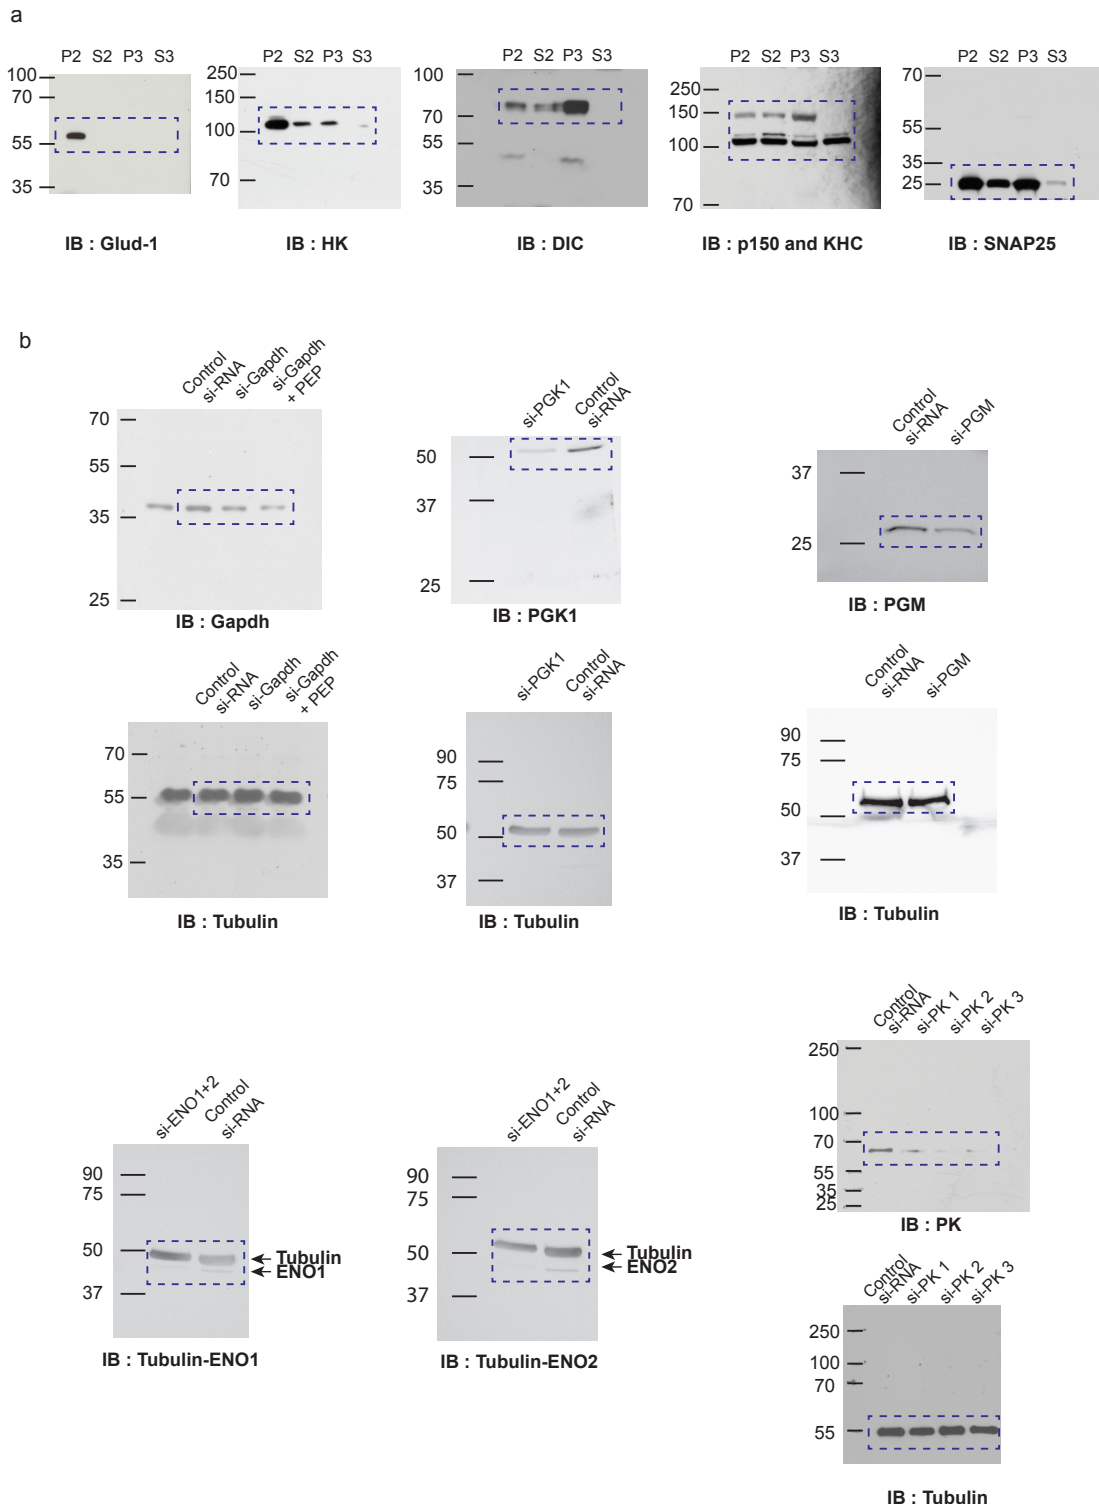 a
P2 S2 P3 S3
100
70
55
35
IB : Glud-1
P2 S2 P3 S3
250
150
100
70
IB : HK
P2 S2 P3 S3
100
70
35
IB : DIC
P2 S2 P3 S3
250
150
100
70
IB : p150 and KHC
P2 S2 P3 S3
70
55
35
25
IB : SNAP25
b
Control
si-RNA
si-Gapdh
si-Gapdh
+ PEP
70
55
35
25
IB : Gapdh
si-PGK1
Control
si-RNA
50
37
25
IB : PGK1
Control
si-RNA
si-PGM
37
25
IB : PGM
Control
si-RNA
si-Gapdh
si-Gapdh
+ PEP
70
55
35
IB : Tubulin
si-PGK1
Control
si-RNA
90
75
50
37
IB : Tubulin
Control
si-RNA
si-PGM
90
75
50
37
IB : Tubulin
si-ENO1+2
Control
si-RNA
90
75
50
37
Tubulin
ENO1
IB : Tubulin-ENO1
si-ENO1+2
Control
si-RNA
90
75
50
37
Tubulin
ENO2
IB : Tubulin-ENO2
Control
si-RNA
si-PK 1
si-PK 2
si-PK 3
250
100
70
55
35
25
IB : PK
Control
si-RNA
si-PK 1
si-PK 2
si-PK 3
250
100
70
55
IB : Tubulin